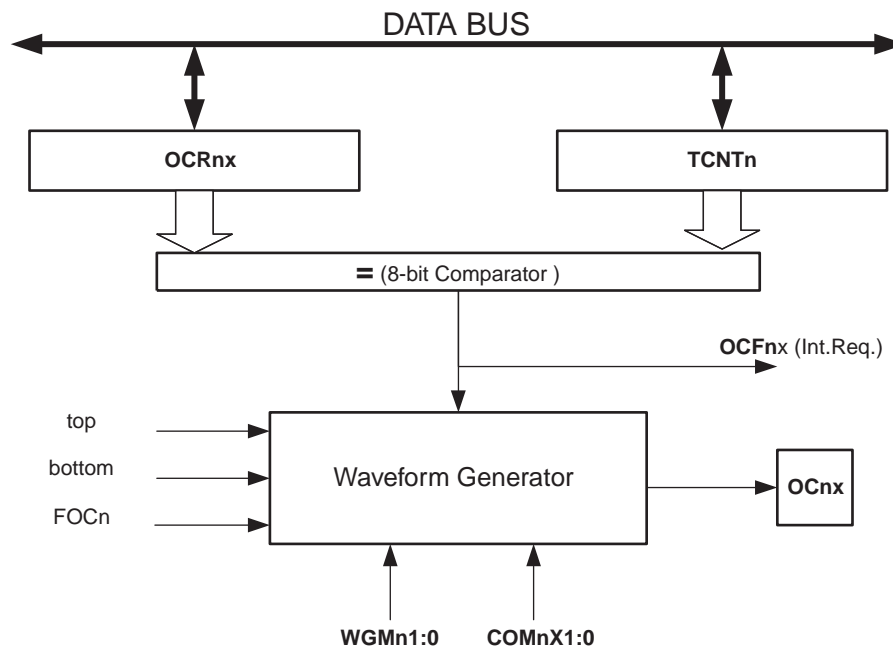 DATA BUS
OCRnx
TCNTn
= (8-bit Comparator )
OCFnx (Int.Req.)
top
bottom
FOCn
Waveform Generator
OCnx
WGMn1:0
COMnX1:0